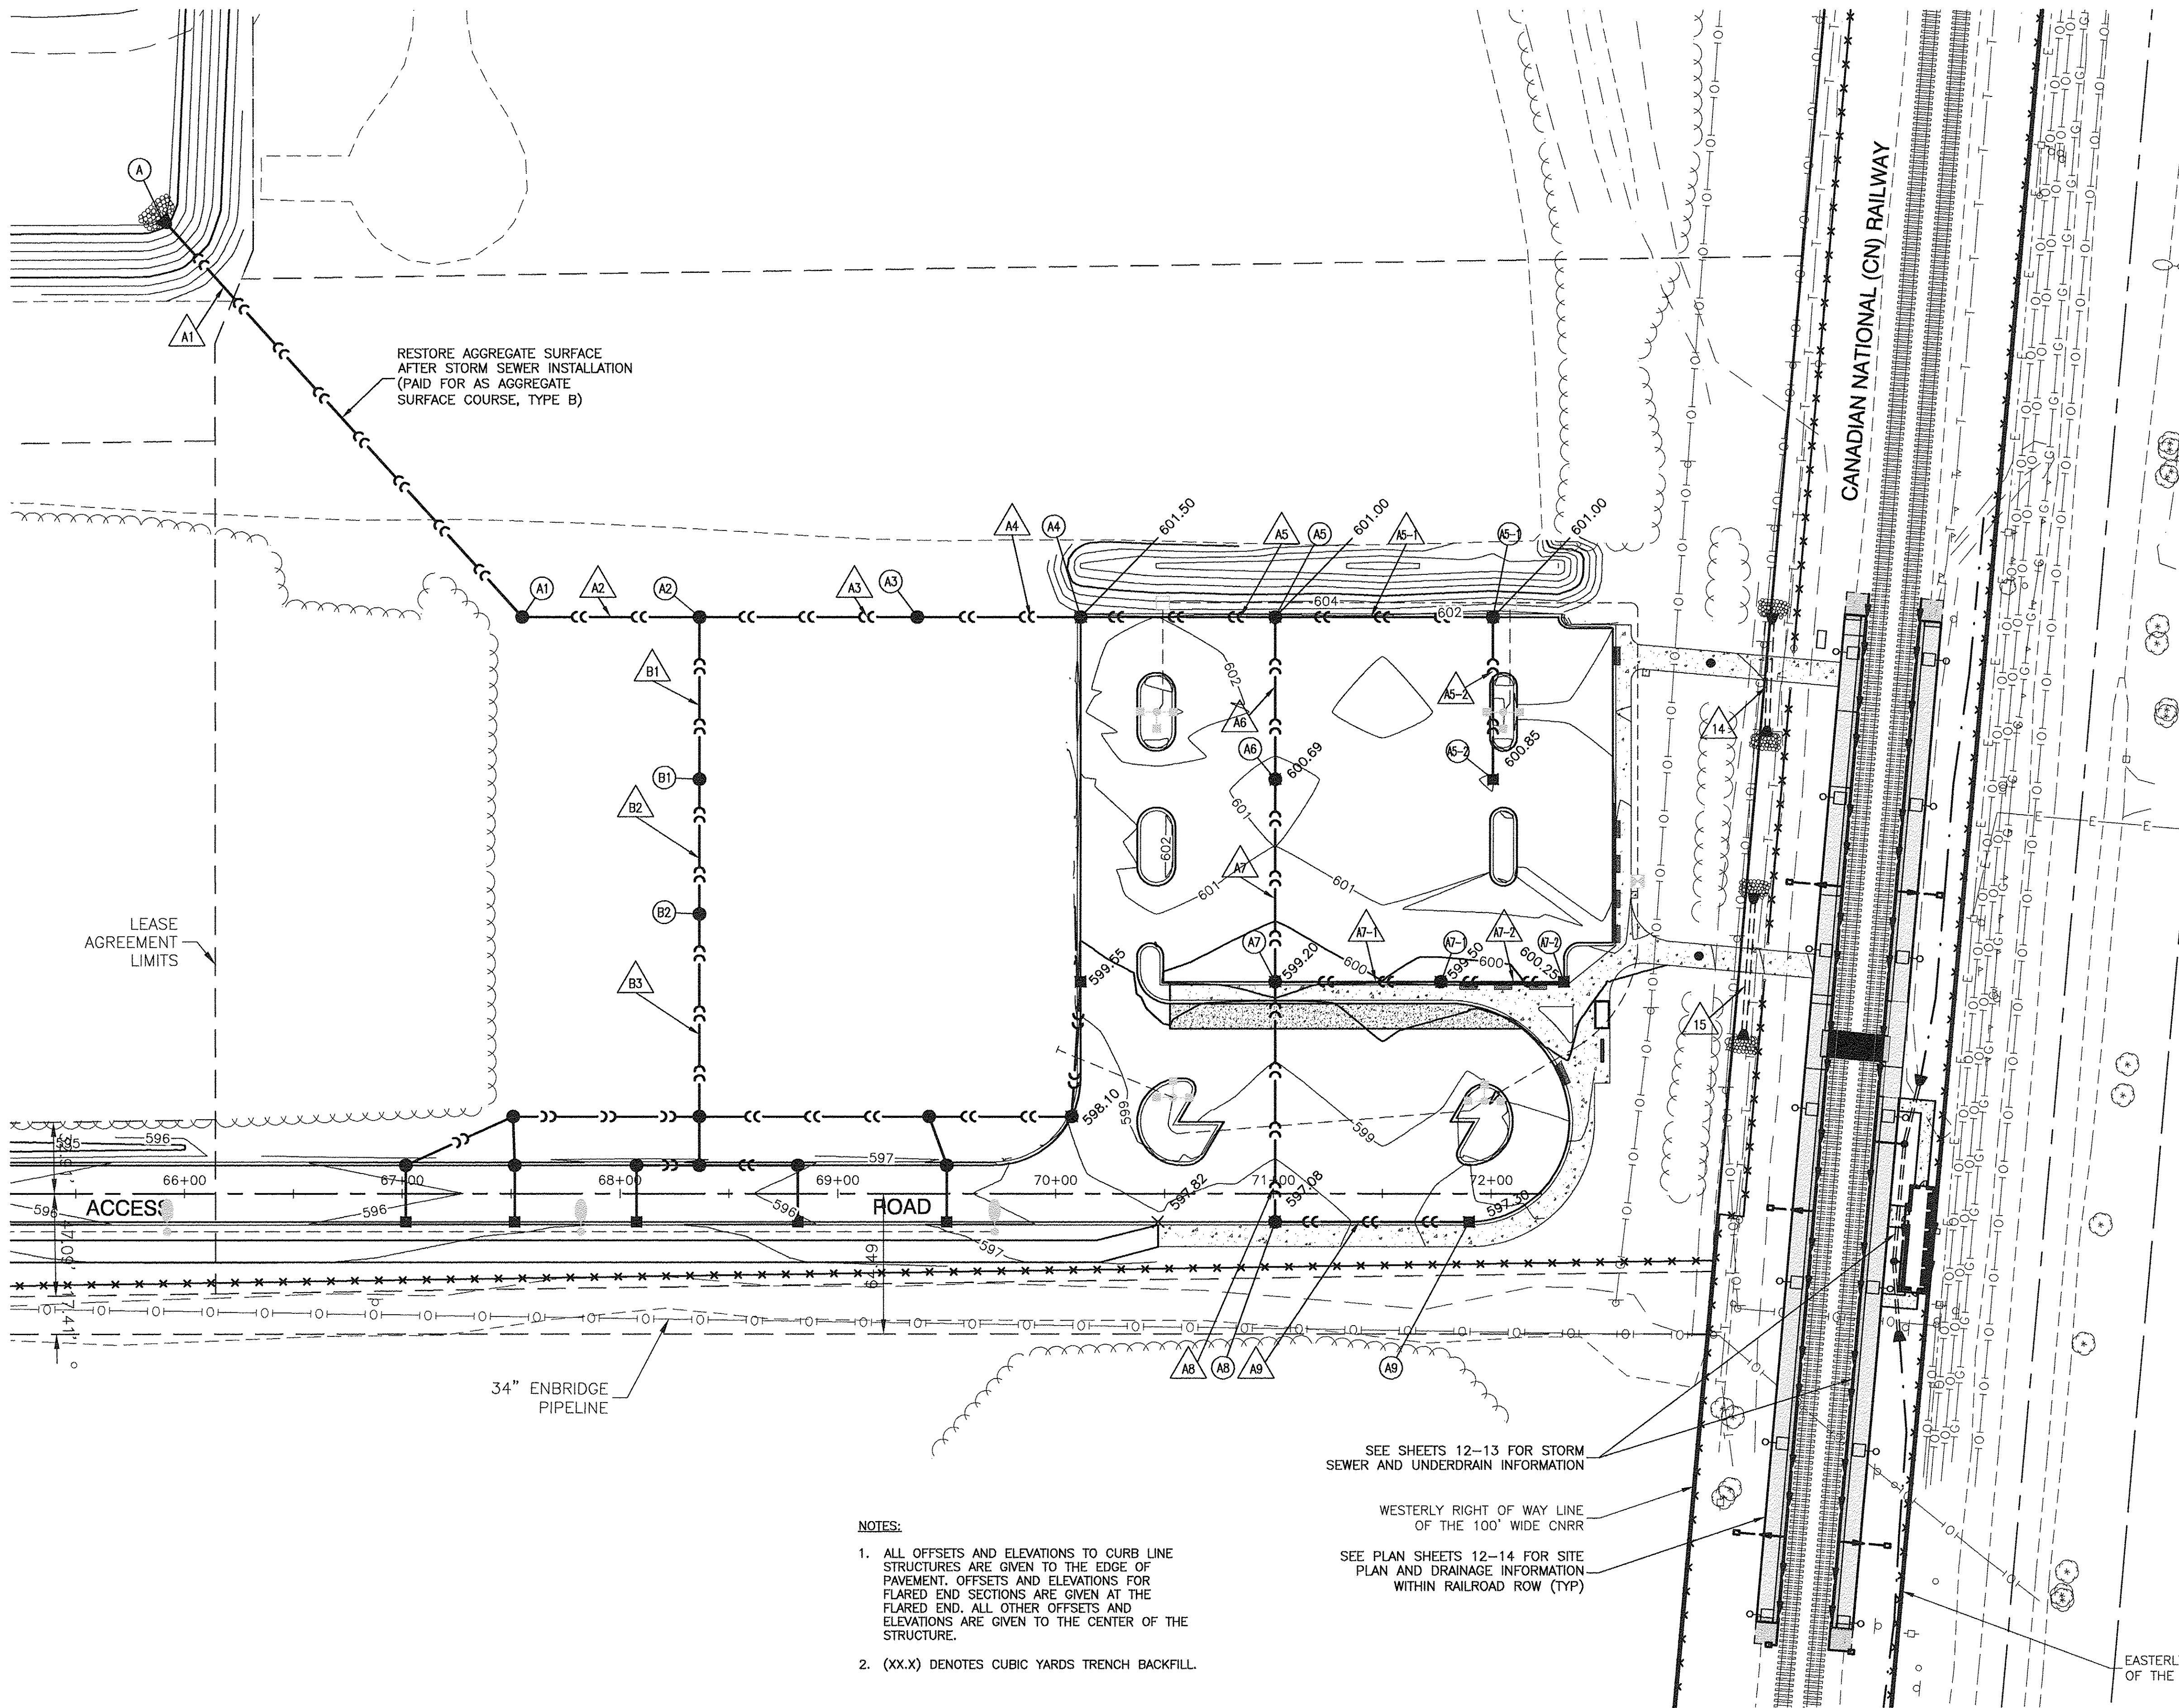 A
A1
RESTORE AGGREGATE SURFACE
AFTER STORM SEWER INSTALLATION
(PAID FOR AS AGGREGATE
SURFACE COURSE, TYPE B)
CANADIAN NATIONAL (CN) RAILWAY
A4
A4
601.50
A5
A5
601.00
A5-1
A5-1
601.00
A1
A2
A2
A3
A3
604
602
B1
602
A6
A5-2
14
B1
A6
600.69
A5-2
600.85
B2
601
602
A7
601
601
B2
LEASE
AGREEMENT
LIMITS
B3
599.55
A7
599.20
A7-1
600
A7-1
599.50
A7-2
600
A7-2
600.25
15
598.10
599
599
595
596
597
66+00
67+00
68+00
69+00
70+00
71+00
72+00
596
ACCESS
596
596
ROAD
597.82
597.08
597.30
597
47.09'
64.49
17.41'
34" ENBRIDGE
PIPELINE
A8
A8
A9
A9
SEE SHEETS 12-13 FOR STORM
SEWER AND UNDERDRAIN INFORMATION
WESTERLY RIGHT OF WAY LINE
OF THE 100' WIDE CNRR
SEE PLAN SHEETS 12-14 FOR SITE
PLAN AND DRAINAGE INFORMATION
WITHIN RAILROAD ROW (TYP)
NOTES:
1. ALL OFFSETS AND ELEVATIONS TO CURB LINE
STRUCTURES ARE GIVEN TO THE EDGE OF
PAVEMENT. OFFSETS AND ELEVATIONS FOR
FLARED END SECTIONS ARE GIVEN AT THE
FLARED END. ALL OTHER OFFSETS AND
ELEVATIONS ARE GIVEN TO THE CENTER OF THE
STRUCTURE.
2. (XX.X) DENOTES CUBIC YARDS TRENCH BACKFILL.
EASTERL
OF THE